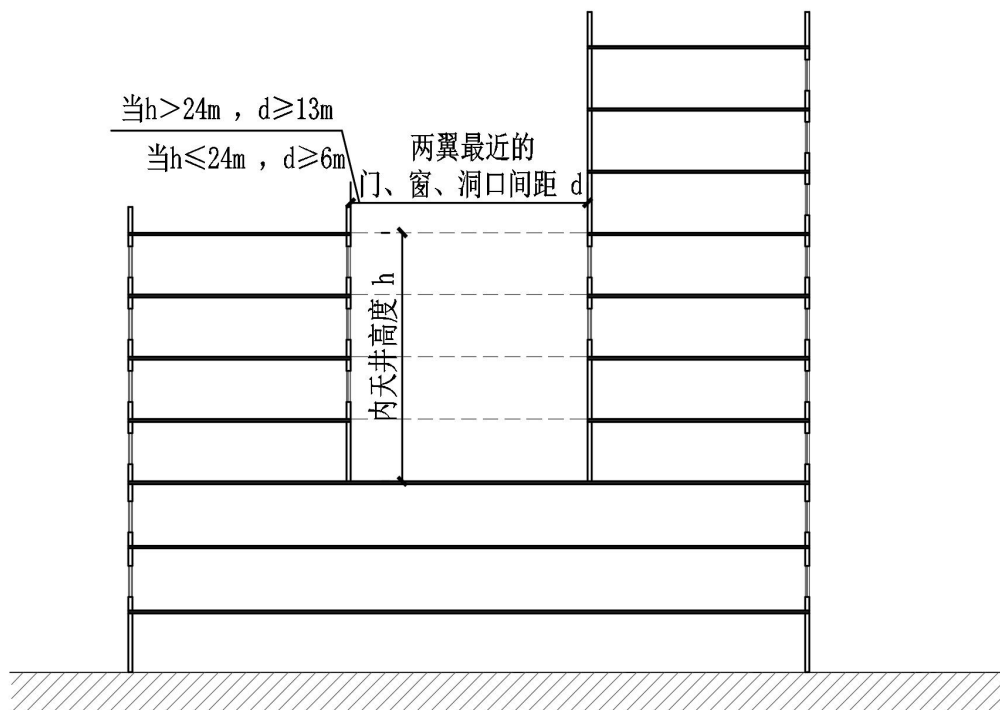 当h>24m，d≥13m
当h≤24m，d≥6m
两翼最近的
门、窗、洞口间距 d
内天井高度 h